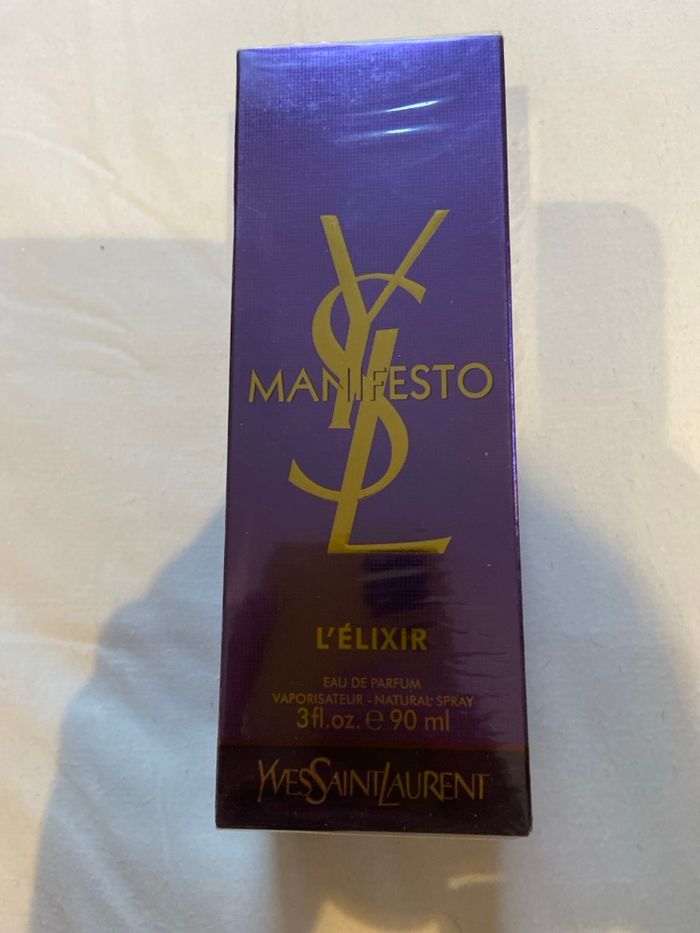 YSL
MANIFESTO
L'ÉLIXIR
EAU DE PARFUM
VAPORISATEUR - NATURAL SPRAY
3fl.oz. e 90 ml
YVESSAINTLAURENT